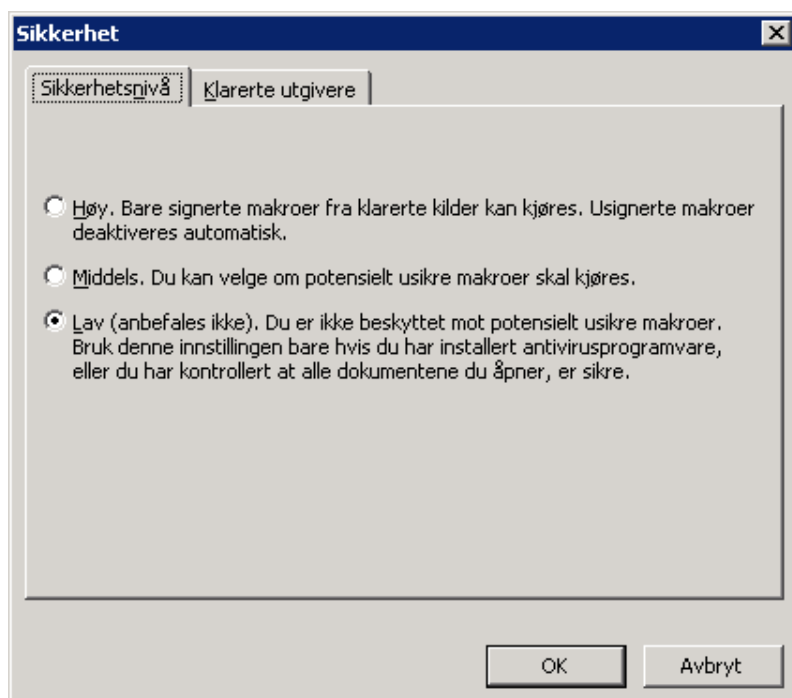 Sikkerhet
Sikkerhetsnivå
Klarerte utgivere
Høy. Bare signerte makroer fra klarerte kilder kan kjøres. Usignerte makroer
deaktiveres automatisk.
Middels. Du kan velge om potensielt usikre makroer skal kjøres.
Lav (anbefales ikke). Du er ikke beskyttet mot potensielt usikre makroer.
Bruk denne innstillingen bare hvis du har installert antivirusprogramvare,
eller du har kontrollert at alle dokumentene du åpner, er sikre.
OK
Avbryt